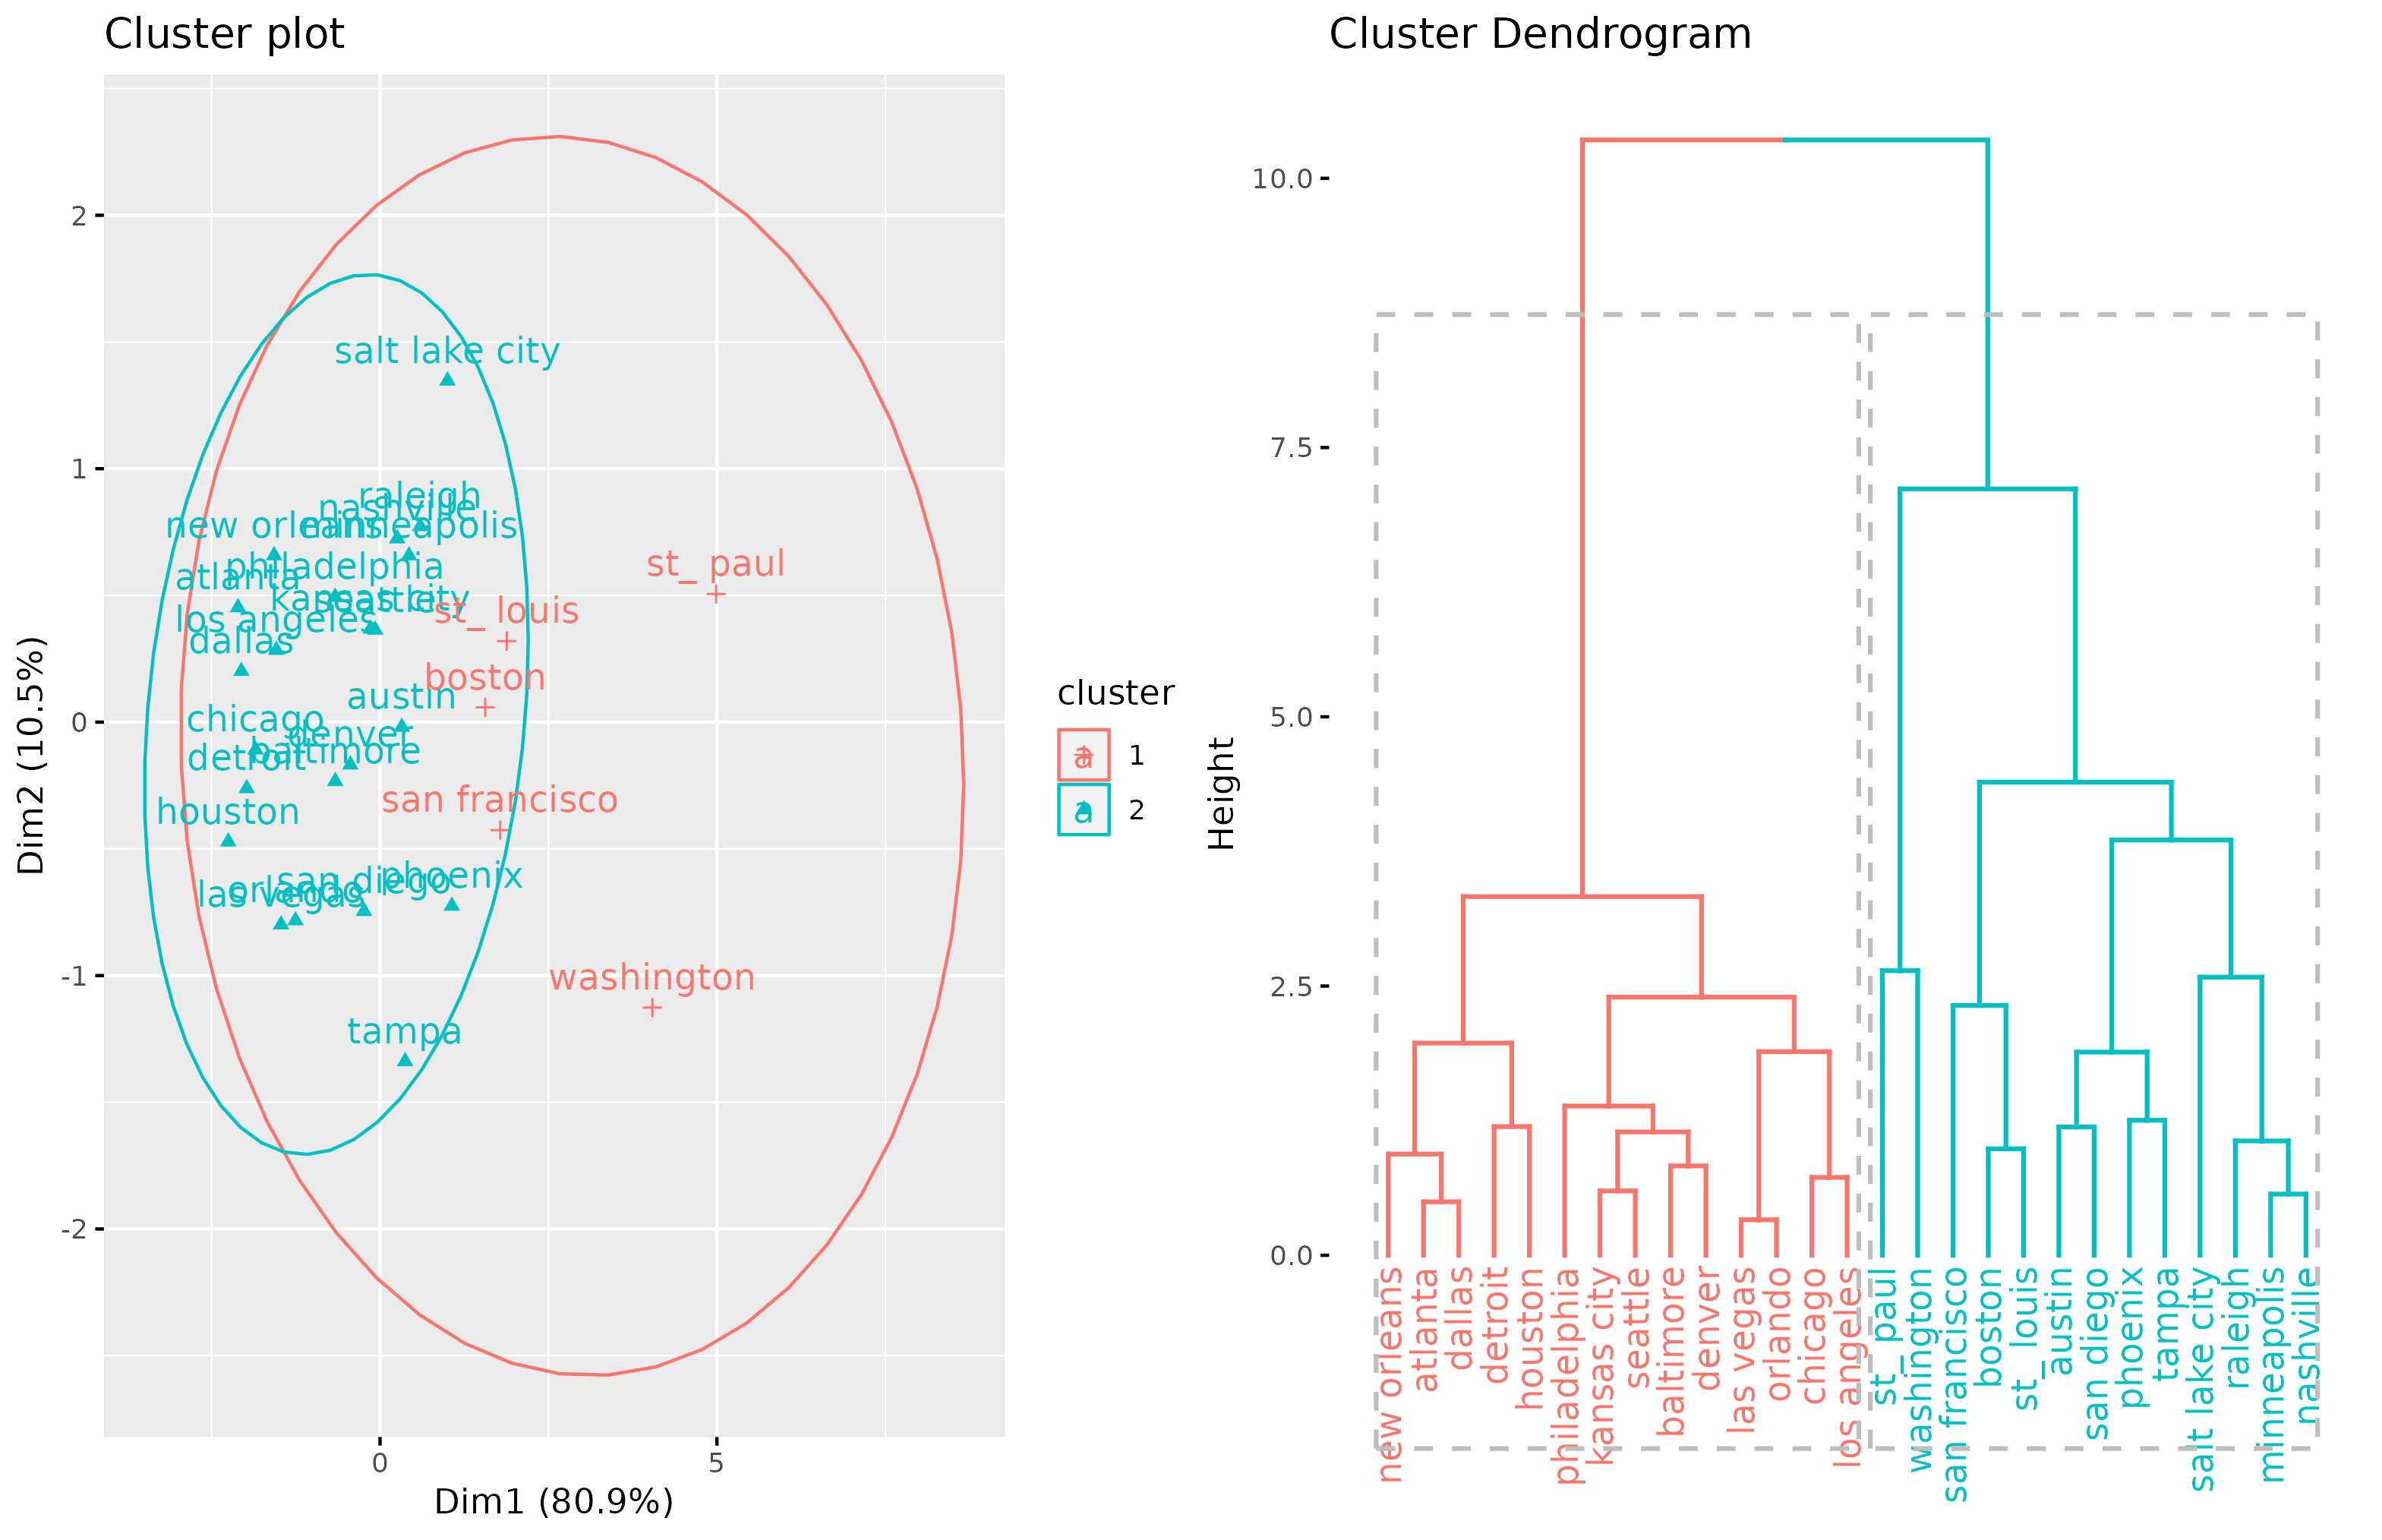 Cluster plot
2
1
0
-1
-2
Dim2 (10.5%)
salt lake city
raleigh
nashville
new orleans
minneapolis
philadelphia
atlanta
kansas city
seattle
los angeles
dallas
st_ paul
st_ louis
boston
austin
chicago
denver
baltimore
detroit
san francisco
houston
phoenix
san diego
orlando
las vegas
washington
tampa
0
5
Dim1 (80.9%)
cluster
a 1
a 2
Cluster Dendrogram
10.0
7.5
5.0
2.5
0.0
Height
new orleans
atlanta
dallas
detroit
houston
philadelphia
kansas city
seattle
baltimore
denver
las vegas
orlando
chicago
los angeles
st_ paul
washington
san francisco
boston
st_ louis
austin
san diego
phoenix
tampa
salt lake city
raleigh
minneapolis
nashville